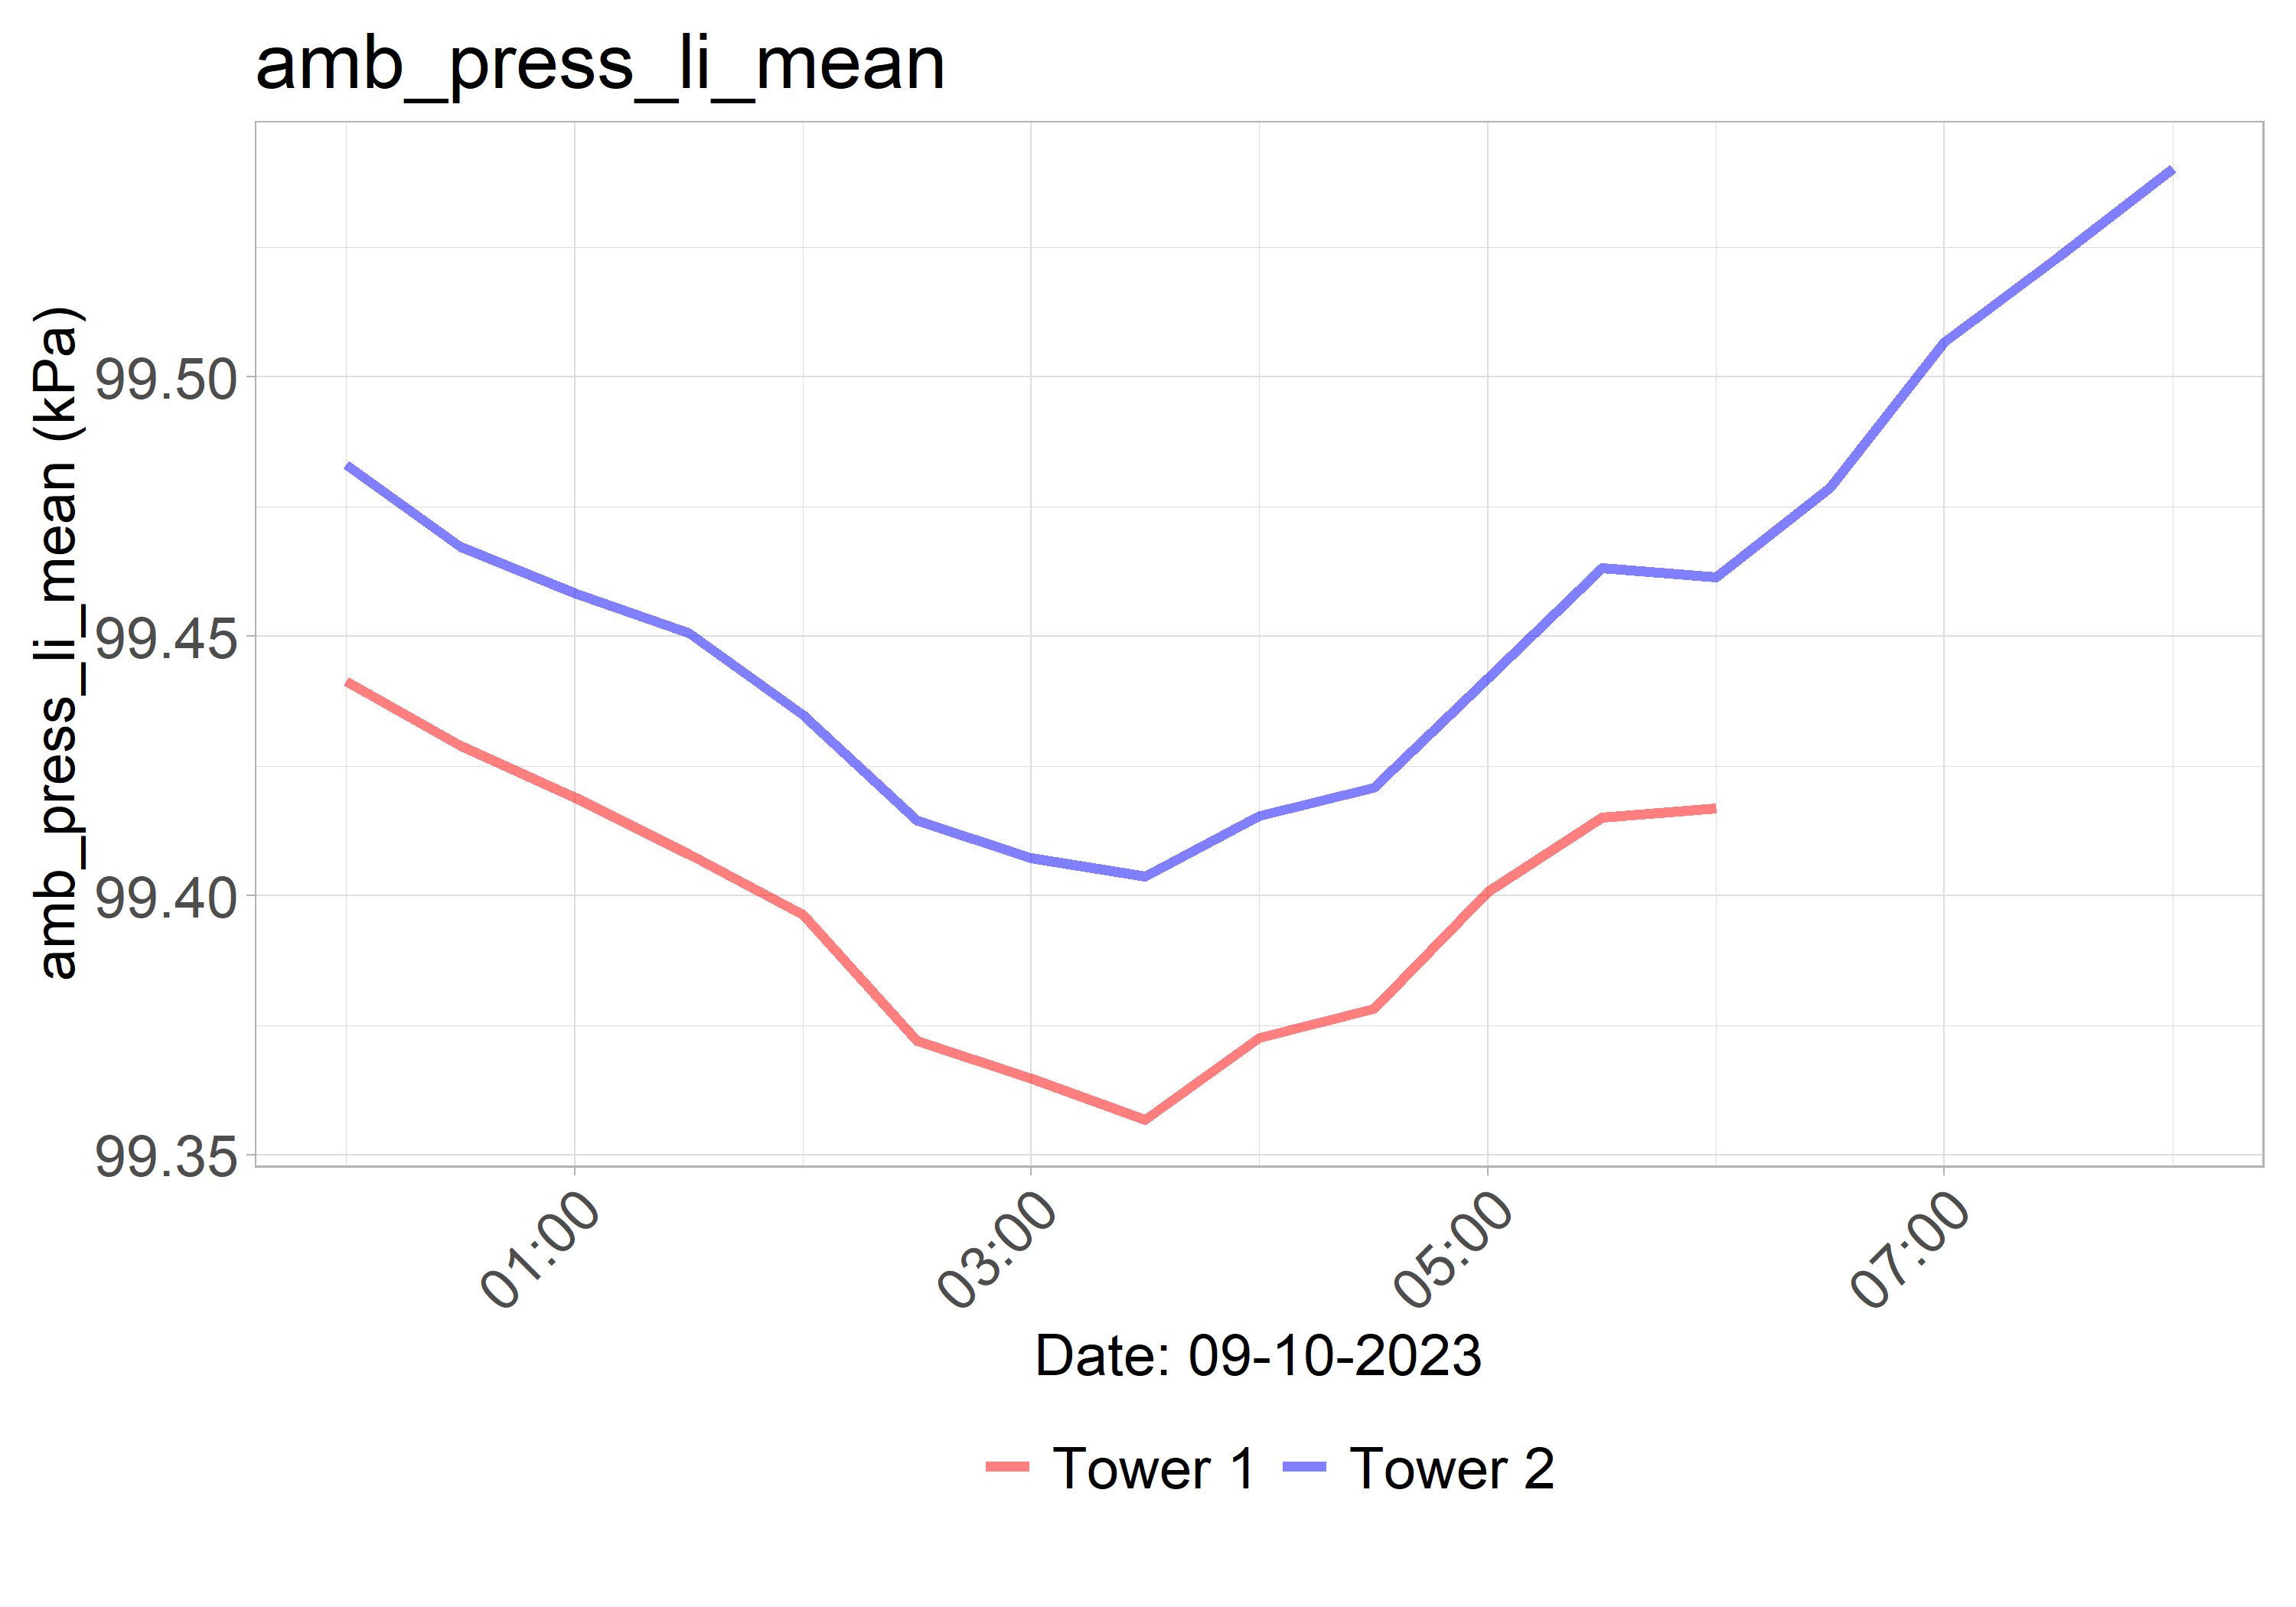 amb_press_li_mean
amb_press_li_mean (kPa)
99.50
99.45
99.40
99.35
01:00
03:00
05:00
07:00
Date: 09-10-2023
Tower 1
Tower 2